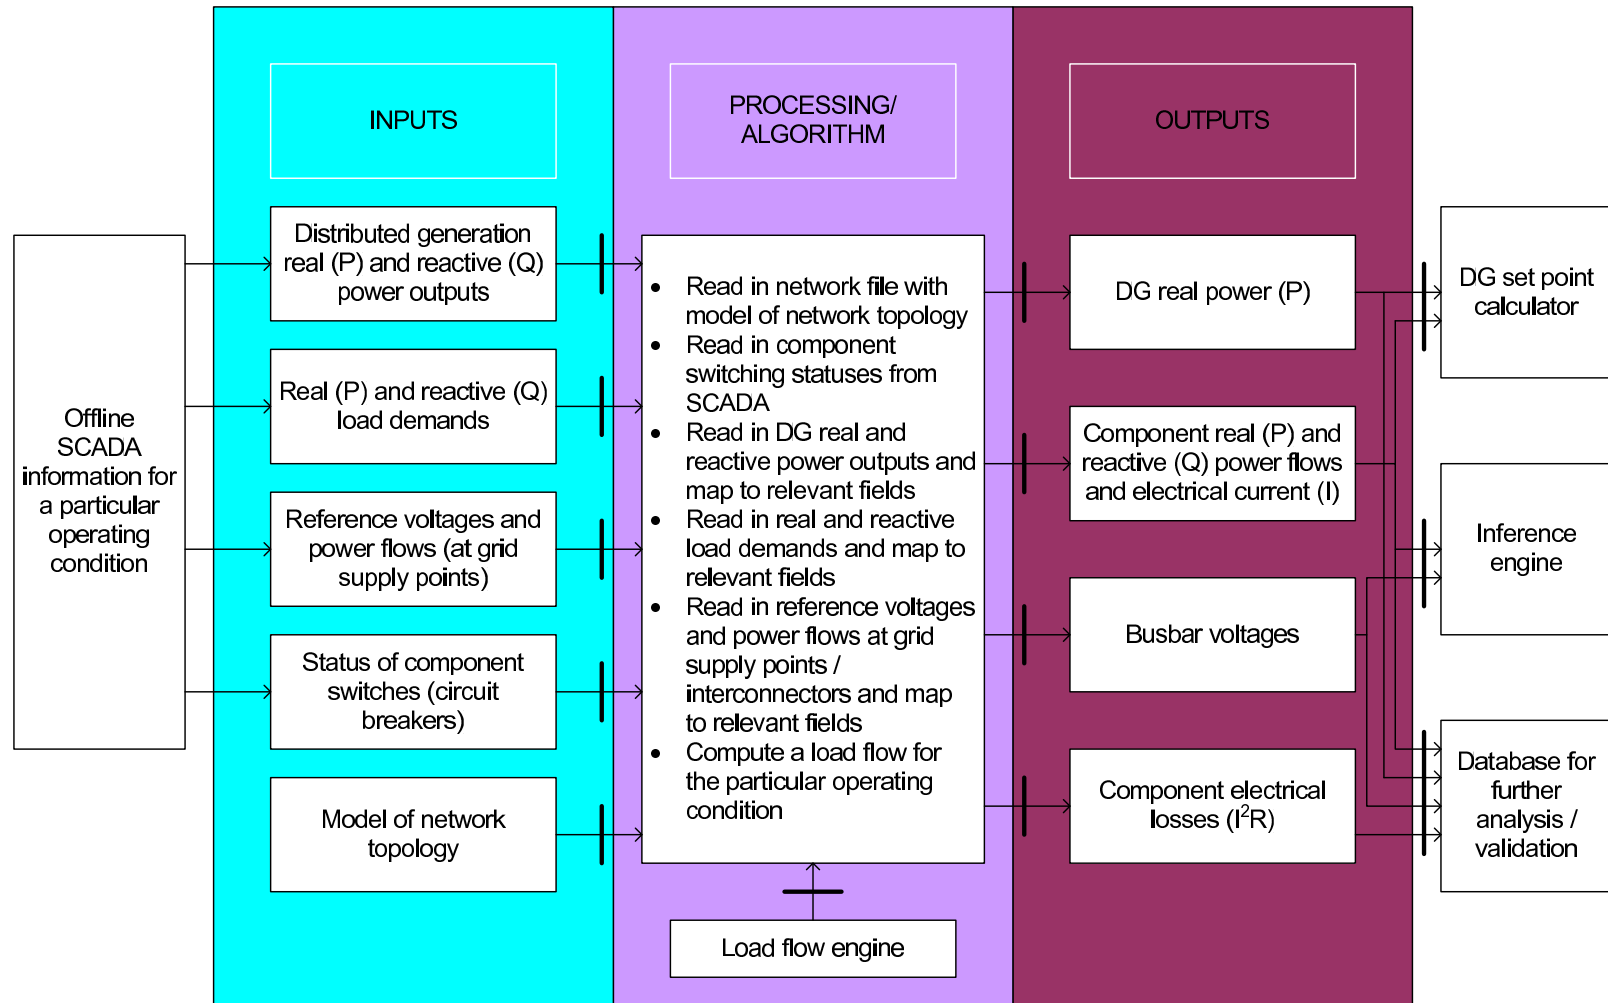 INPUTS
PROCESSING/
ALGORITHM
OUTPUTS
Offline
SCADA
information for
a particular
operating
condition
Distributed generation
real (P) and reactive (Q)
power outputs
Real (P) and reactive (Q)
load demands
Reference voltages and
power flows (at grid
supply points)
Status of component
switches (circuit
breakers)
Model of network
topology
• Read in network file with
model of network topology
• Read in component
switching statuses from
SCADA
• Read in DG real and
reactive power outputs and
map to relevant fields
• Read in real and reactive
load demands and map to
relevant fields
• Read in reference voltages
and power flows at grid
supply points /
interconnectors and map
to relevant fields
• Compute a load flow for
the particular operating
condition
Load flow engine
DG real power (P)
Component real (P) and
reactive (Q) power flows
and electrical current (I)
Busbar voltages
Component electrical
losses (I²R)
DG set point
calculator
Inference
engine
Database for
further
analysis /
validation